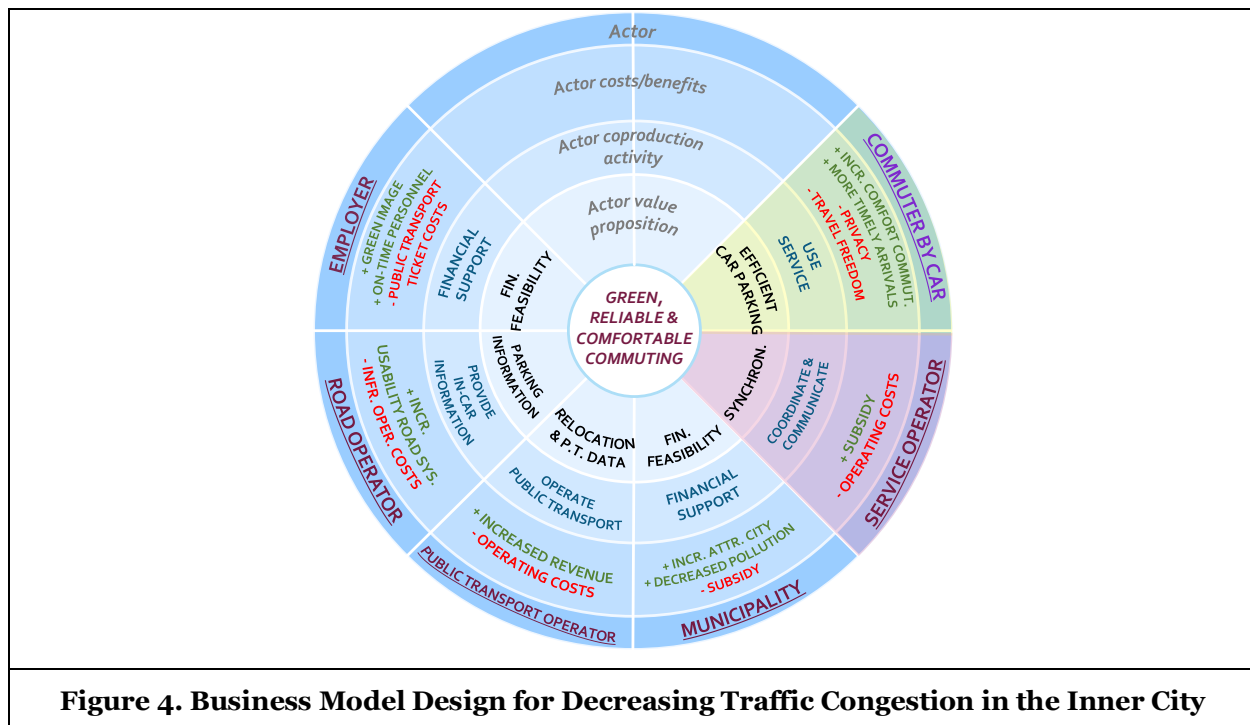 Actor
Actor costs/benefits
Actor coproduction
activity
Actor value
proposition
GREEN,
RELIABLE &
COMFORTABLE
COMMUTING
COMMUTER BY CAR
+ INCR. COMFORT COMMUT.
+ MORE TIMELY ARRIVALS
- PRIVACY
- TRAVEL FREEDOM
USE
SERVICE
EFFICIENT
CAR PARKING
SERVICE OPERATOR
+ SUBSIDY
- OPERATING COSTS
COORDINATE &
COMMUNICATE
SYNCHRON.
MUNICIPALITY
+ INCR. ATTR. CITY
+ DECREASED POLLUTION
- SUBSIDY
FINANCIAL
SUPPORT
FIN.
FEASIBILITY
PUBLIC TRANSPORT OPERATOR
+ INCREASED REVENUE
- OPERATING COSTS
OPERATE
PUBLIC TRANSPORT
RELOCATION
& P.T. DATA
ROAD OPERATOR
+ INCR.
USABILITY ROAD SYS.
- INFR. OPER. COSTS
PROVIDE
IN-CAR
INFORMATION
PARKING
INFORMATION
EMPLOYER
+ GREEN IMAGE
+ ON-TIME PERSONNEL
- PUBLIC TRANSPORT
TICKET COSTS
FINANCIAL
SUPPORT
FIN.
FEASIBILITY
Figure 4. Business Model Design for Decreasing Traffic Congestion in the Inner City